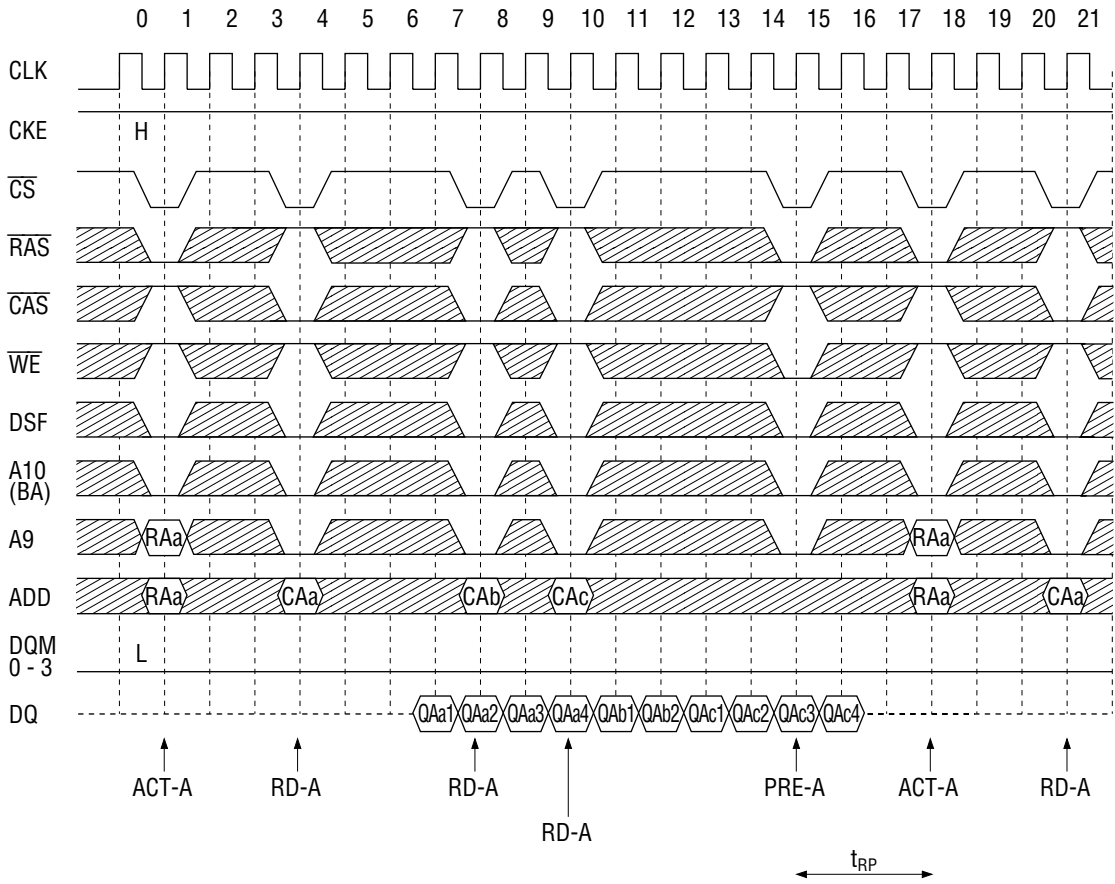 0 1 2 3 4 5 6 7 8 9 10 11 12 13 14 15 16 17 18 19 20 21
CLK
CKE H
CS
RAS
CAS
WE
DSF
A10
(BA)
A9 RAa RAa
ADD RAa CAa CAb CAc RAa CAa
DQM
0 - 3 L
DQ QAa1 QAa2 QAa3 QAa4 QAb1 QAb2 QAc1 QAc2 QAc3 QAc4
ACT-A RD-A RD-A PRE-A ACT-A RD-A
RD-A
tRP